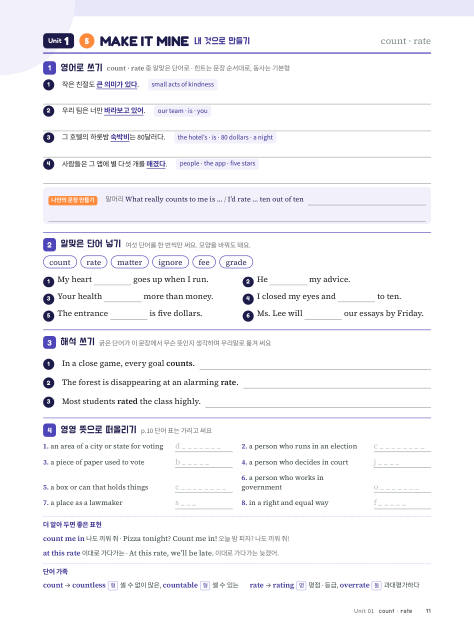 Unit 1 5 MAKE IT MINE 내 것으로 만들기 count · rate
1 영어로 쓰기 count · rate 중 알맞은 단어로 · 힌트는 문장 순서대로, 동사는 기본형
1 작은 친절도 큰 의미가 있다. small acts of kindness
2 우리 팀은 너만 바라보고 있어. our team · is · you
3 그 호텔의 하룻밤 숙박비는 80달러다. the hotel's · is · 80 dollars · a night
4 사람들은 그 앱에 별 다섯 개를 매겼다. people · the app · five stars
나만의 문장 만들기 말머리 What really counts to me is ... / I'd rate ... ten out of ten
2 알맞은 단어 넣기 여섯 단어를 한 번씩만 써요. 모양을 바꿔도 돼요.
count rate matter ignore fee grade
1 My heart ________ goes up when I run. 2 He ________ my advice.
3 Your health ________ more than money. 4 I closed my eyes and ________ to ten.
5 The entrance ________ is five dollars. 6 Ms. Lee will ________ our essays by Friday.
3 해석 쓰기 굵은 단어가 이 문장에서 무슨 뜻인지 생각하며 우리말로 옮겨 써요
1 In a close game, every goal counts.
2 The forest is disappearing at an alarming rate.
3 Most students rated the class highly.
4 영영 뜻으로 떠올리기 p.10 단어 표는 가리고 써요
1. an area of a city or state for voting d _ _ _ _ _ _ _ 2. a person who runs in an election c _ _ _ _ _ _ _ _
3. a piece of paper used to vote b _ _ _ _ _ 4. a person who decides in court j _ _ _ _
5. a box or can that holds things c _ _ _ _ _ _ _ _ 6. a person who works in government o _ _ _ _ _ _ _
7. a place as a lawmaker s _ _ _ 8. in a right and equal way f _ _ _ _ _
더 알아 두면 좋은 표현
count me in 나도 끼워 줘 · Pizza tonight? Count me in! 오늘 밤 피자? 나도 끼워 줘!
at this rate 이대로 가다가는 · At this rate, we'll be late. 이대로 가다가는 늦겠어.
단어 가족
count → countless 형 셀 수 없이 많은, countable 형 셀 수 있는 rate → rating 명 평점 · 등급, overrate 동 과대평가하다
Unit 01 count · rate 11